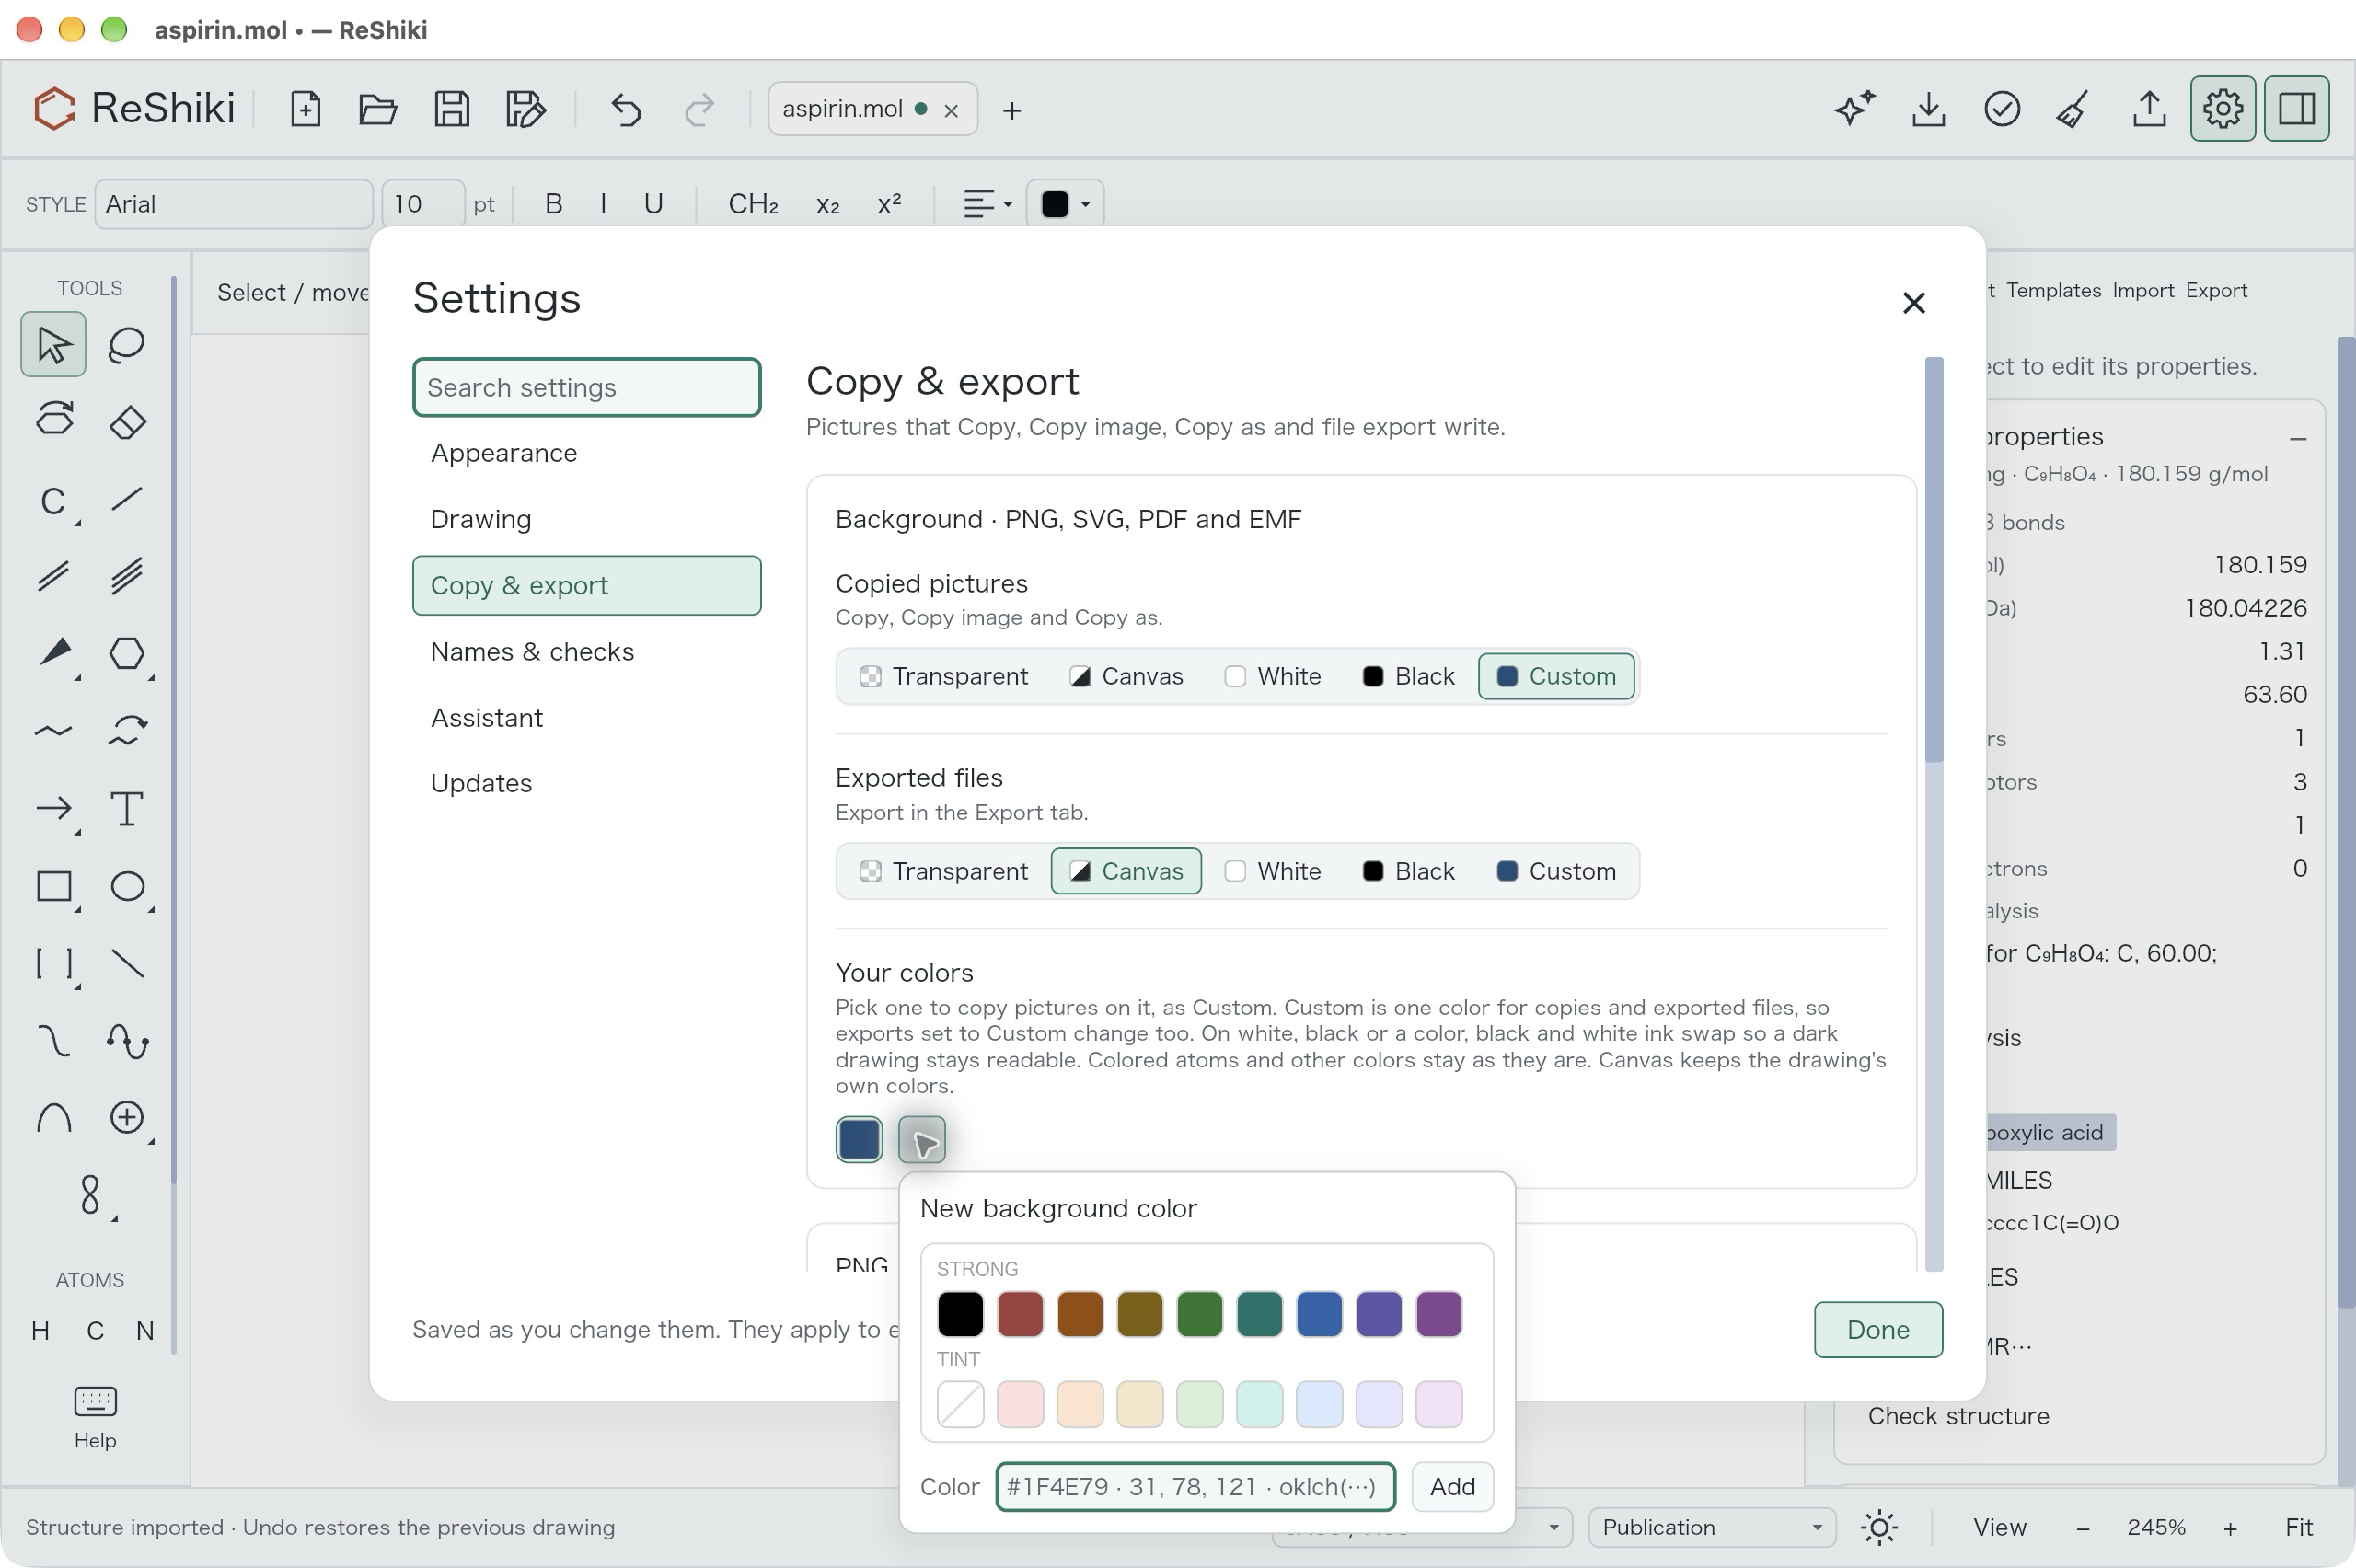 aspirin.mol • — ReShiki
ReShiki
aspirin.mol ● × +
STYLE Arial 10 pt B I U CH₂ x₂ x²
TOOLS
C
T
ATOMS
H C N
Help
Select / move
Settings
Search settings
Appearance
Drawing
Copy & export
Names & checks
Assistant
Updates
Copy & export
Pictures that Copy, Copy image, Copy as and file export write.
Background · PNG, SVG, PDF and EMF
Copied pictures
Copy, Copy image and Copy as.
Transparent Canvas White Black Custom
Exported files
Export in the Export tab.
Transparent Canvas White Black Custom
Your colors
Pick one to copy pictures on it, as Custom. Custom is one color for copies and exported files, so
exports set to Custom change too. On white, black or a color, black and white ink swap so a dark
drawing stays readable. Colored atoms and other colors stay as they are. Canvas keeps the drawing's
own colors.
PNG
Saved as you change them. They apply to e
Done
New background color
STRONG
TINT
Color #1F4E79 · 31, 78, 121 · oklch(···) Add
t Templates Import Export
ect to edit its properties.
properties –
ng · C₉H₈O₄ · 180.159 g/mol
3 bonds
ol) 180.159
Da) 180.04226
1.31
63.60
rs 1
ptors 3
1
ctrons 0
alysis
for C₉H₈O₄: C, 60.00;
ysis
boxylic acid
MILES
cccc1C(=O)O
LES
MR···
Check structure
Structure imported · Undo restores the previous drawing
Publication View – 245% + Fit